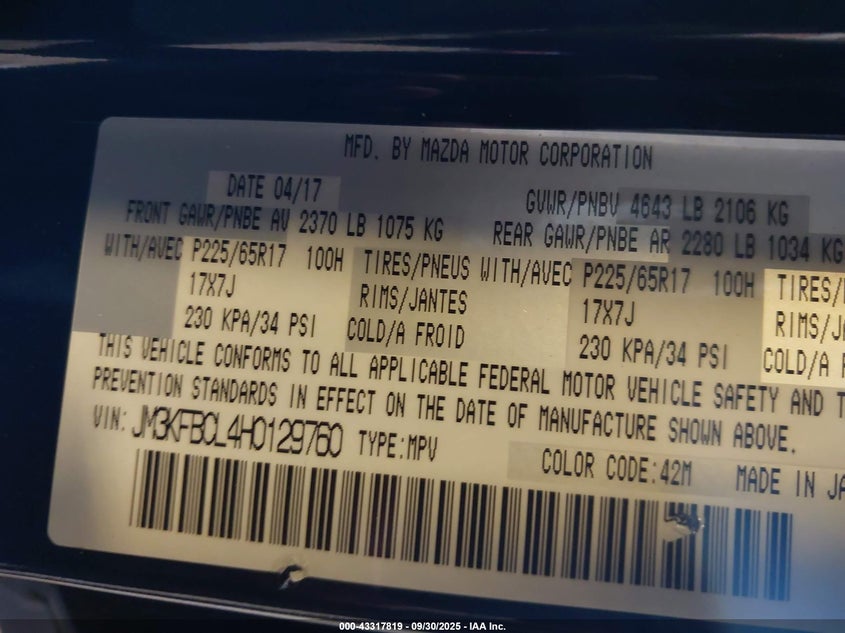 MFD. BY MAZDA MOTOR CORPORATION
DATE 04/17
GVWR/PNBV 4643 LB 2106 KG
FRONT GAWR/PNBE AV 2370 LB 1075 KG
REAR GAWR/PNBE AR 2280 LB 1034 KG
WITH/AVEC P225/65R17 100H TIRES/PNEUS WITH/AVEC P225/65R17 100H TIRES/
17X7J RIMS/JANTES 17X7J RIMS/JA
230 KPA/34 PSI COLD/A FROID 230 KPA/34 PSI COLD/A F
THIS VEHICLE CONFORMS TO ALL APPLICABLE FEDERAL MOTOR VEHICLE SAFETY AND T
PREVENTION STANDARDS IN EFFECT ON THE DATE OF MANUFACTURE SHOWN ABOVE.
VIN: JM3KFBCL4H0129760 TYPE:MPV
COLOR CODE:42M MADE IN JA
000-43317819 - 09/30/2025 - IAA Inc.